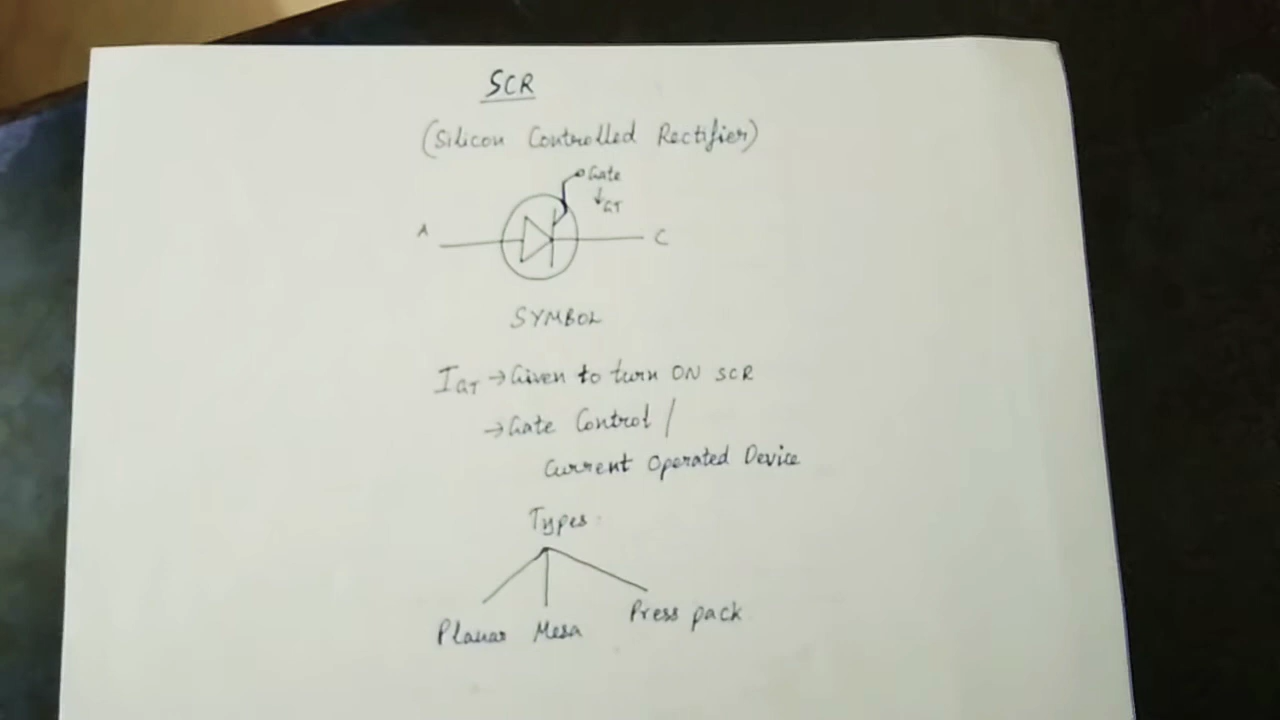 SCR
(Silicon Controlled Rectifier)
Gate
↓GT
A
C
SYMBOL
IGT → Given to turn ON SCR
→ Gate Control /
Current Operated Device
Types
Planar Mesa Press pack